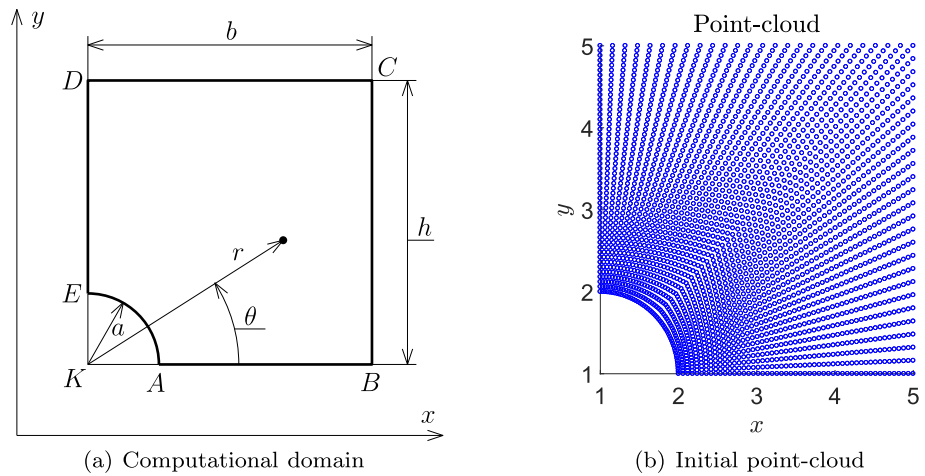 y
b
D
C
h
r
E
a
θ
K
A
B
x
(a) Computational domain
Point-cloud
5
4
3
2
1
y
1 2 3 4 5
x
(b) Initial point-cloud